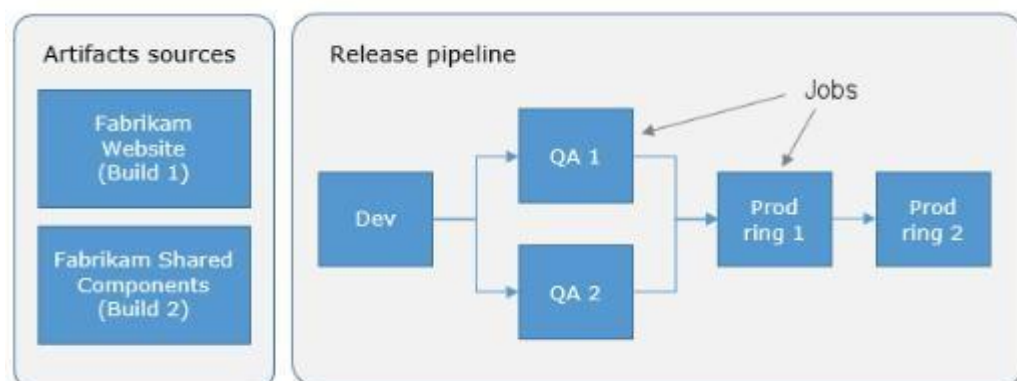 Artifacts sources
Fabrikam
Website
(Build 1)
Fabrikam Shared
Components
(Build 2)
Release pipeline
Jobs
Dev
QA 1
QA 2
Prod
ring 1
Prod
ring 2